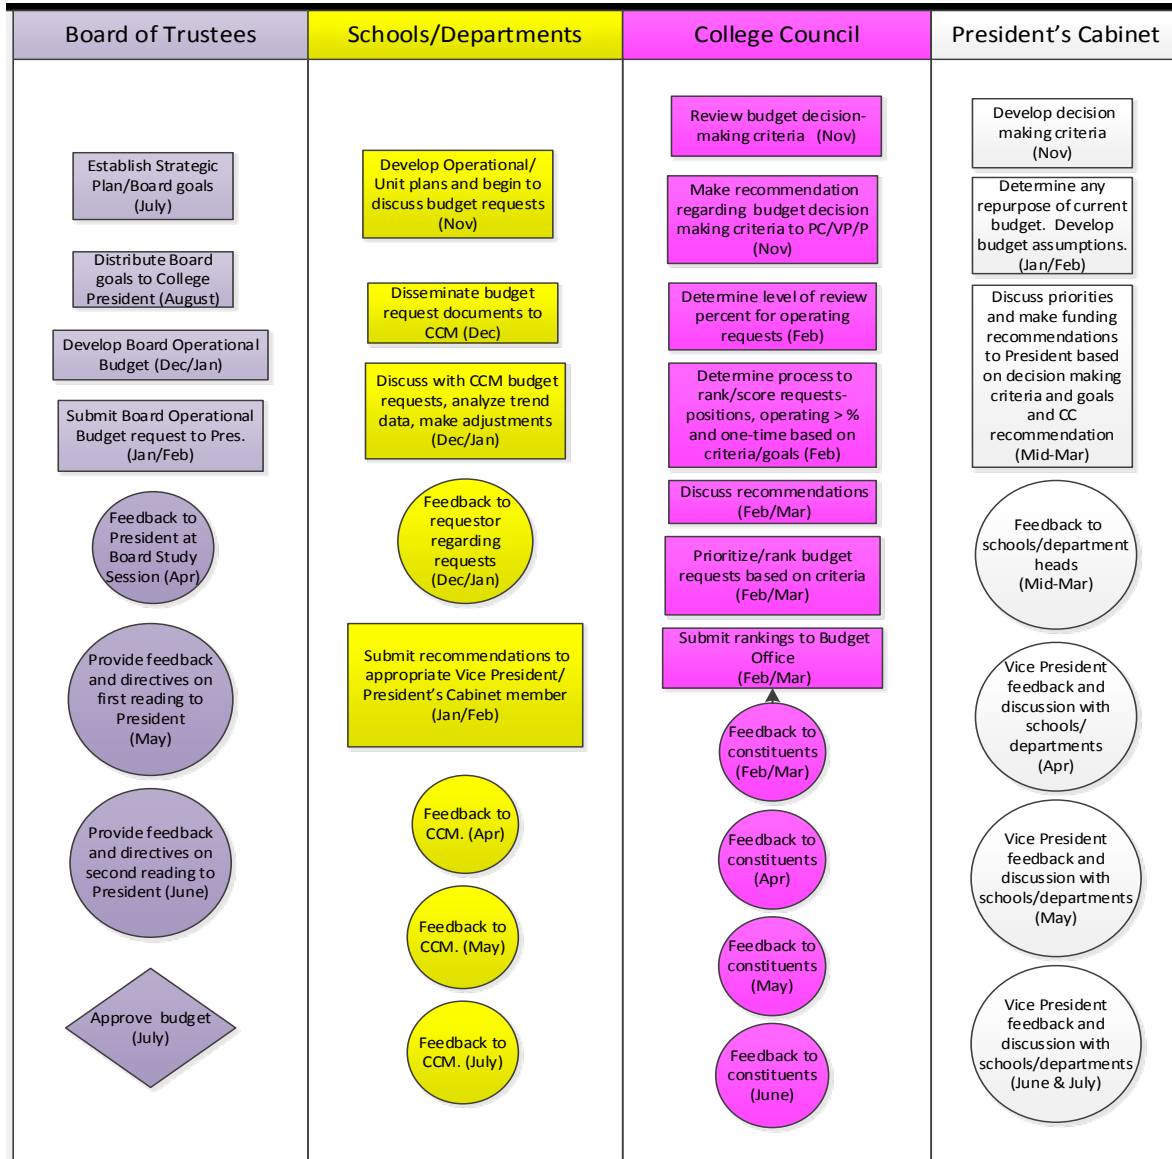 Board of Trustees
Schools/Departments
College Council
President's Cabinet
Establish Strategic
Plan/Board goals
(July)
Distribute Board
goals to College
President (August)
Develop Board Operational
Budget (Dec/Jan)
Submit Board Operational
Budget request to Pres.
(Jan/Feb)
Feedback to
President at
Board Study
Session (Apr)
Provide feedback
and directives on
first reading to
President
(May)
Provide feedback
and directives on
second reading to
President (June)
Approve budget
(July)
Develop Operational/
Unit plans and begin to
discuss budget requests
(Nov)
Disseminate budget
request documents to
CCM (Dec)
Discuss with CCM budget
requests, analyze trend
data, make adjustments
(Dec/Jan)
Feedback to
requestor
regarding
requests
(Dec/Jan)
Submit recommendations to
appropriate Vice President/
President's Cabinet member
(Jan/Feb)
Feedback to
CCM. (Apr)
Feedback to
CCM. (May)
Feedback to
CCM. (July)
Review budget decision-
making criteria (Nov)
Make recommendation
regarding budget decision
making criteria to PC/VP/P
(Nov)
Determine level of review
percent for operating
requests (Feb)
Determine process to
rank/score requests-
positions, operating > %
and one-time based on
criteria/goals (Feb)
Discuss recommendations
(Feb/Mar)
Prioritize/rank budget
requests based on criteria
(Feb/Mar)
Submit rankings to Budget
Office
(Feb/Mar)
Feedback to
constituents
(Feb/Mar)
Feedback to
constituents
(Apr)
Feedback to
constituents
(May)
Feedback to
constituents
(June)
Develop decision
making criteria
(Nov)
Determine any
repurpose of current
budget. Develop
budget assumptions.
(Jan/Feb)
Discuss priorities
and make funding
recommendations
to President based
on decision making
criteria and goals
and CC
recommendation
(Mid-Mar)
Feedback to
schools/department
heads
(Mid-Mar)
Vice President
feedback and
discussion with
schools/
departments
(Apr)
Vice President
feedback and
discussion with
schools/departments
(May)
Vice President
feedback and
discussion with
schools/departments
(June & July)